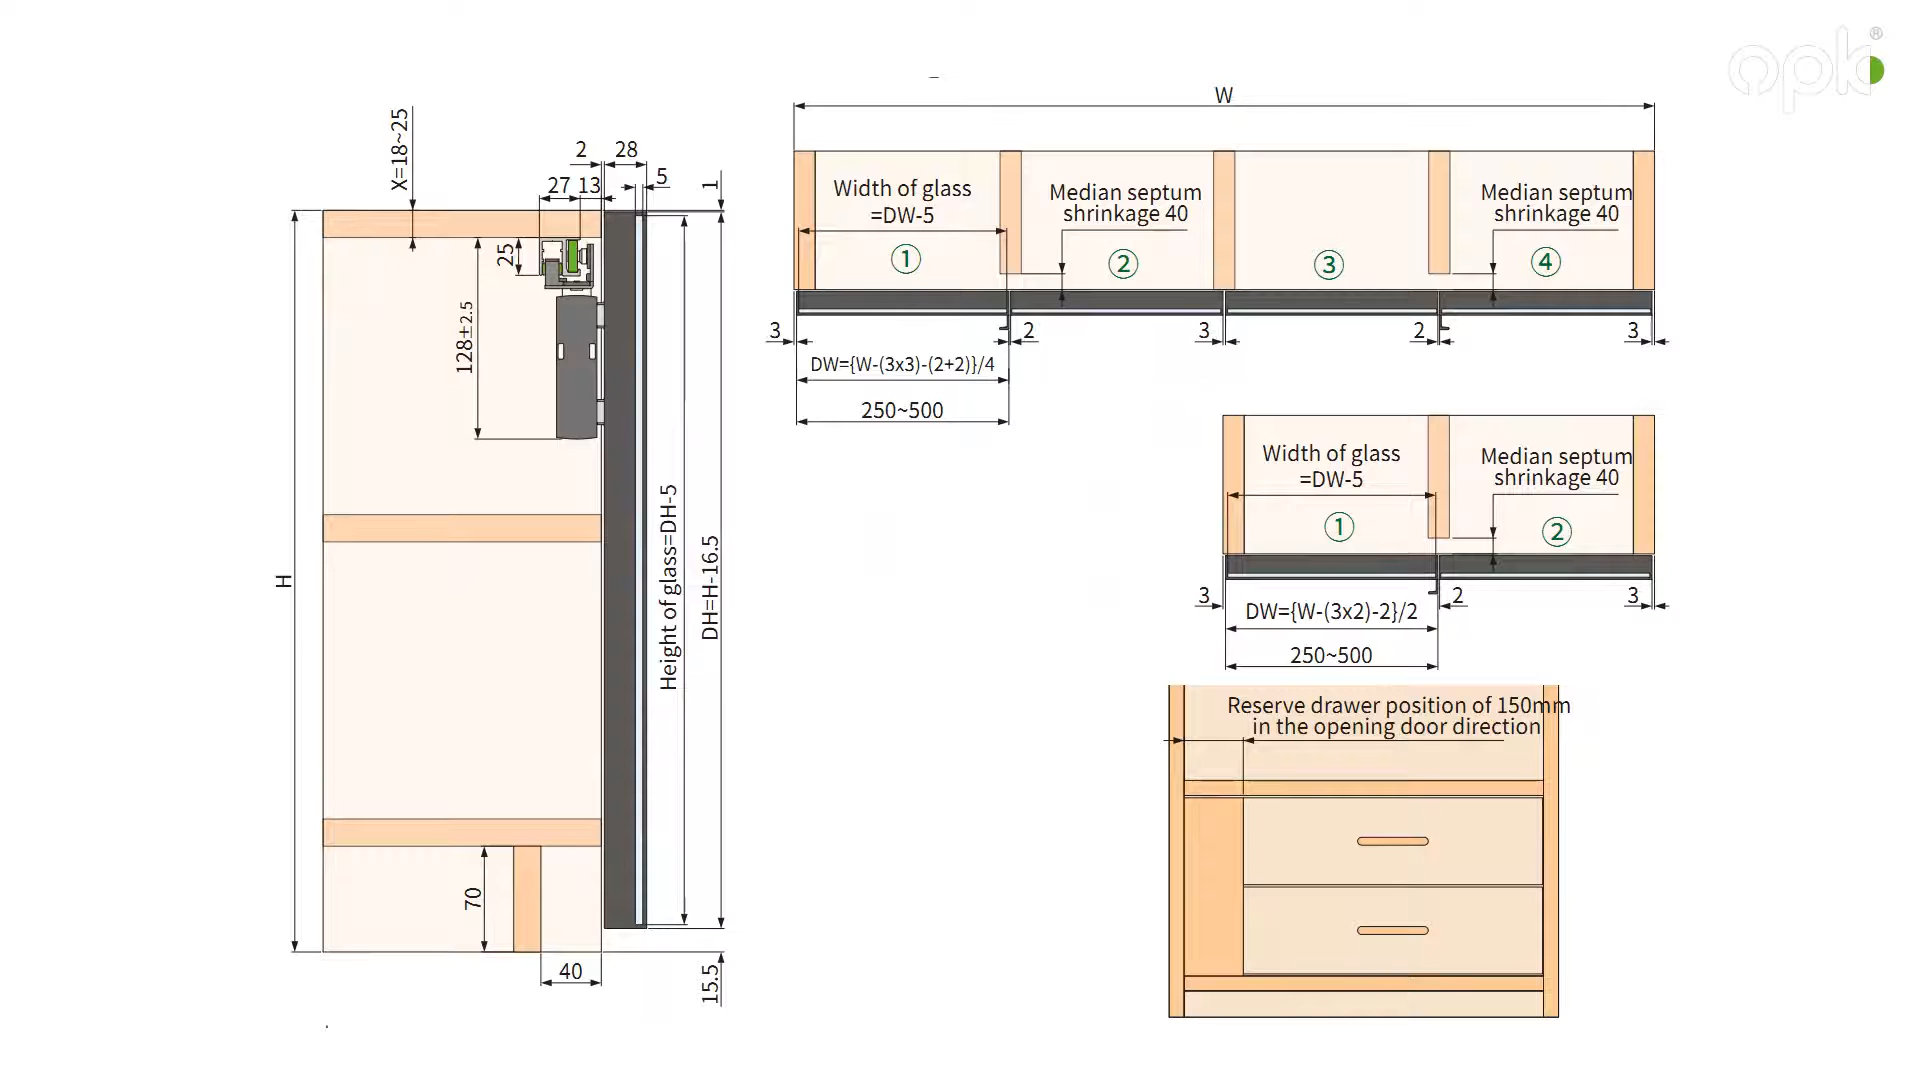 opk®
X=18~25
2
28
27
13
5
1
25
128±2.5
H
Height of glass=DH-5
DH=H-16.5
70
40
15.5
W
Width of glass
=DW-5
Median septum
shrinkage 40
Median septum
shrinkage 40
①
②
③
④
3
2
3
2
3
DW={W-(3x3)-(2+2)}/4
250~500
Width of glass
=DW-5
Median septum
shrinkage 40
①
②
3
2
3
DW={W-(3x2)-2}/2
250~500
Reserve drawer position of 150mm
in the opening door direction